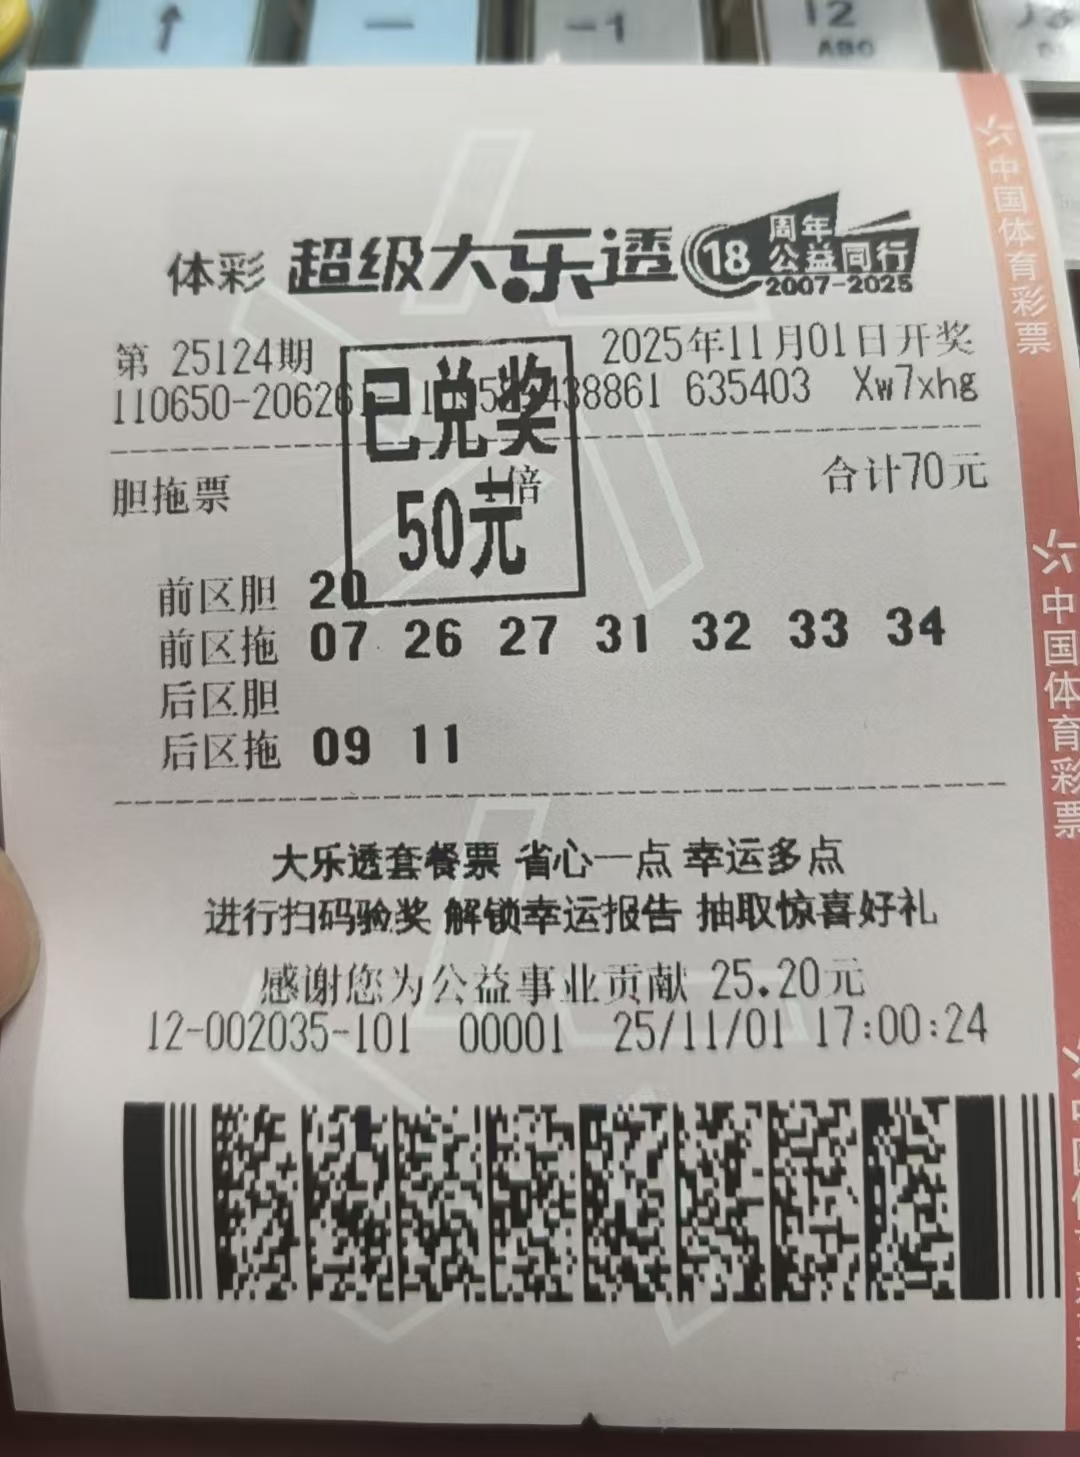 ↑ — -1 12
ABC
体彩 超级大乐透 18 周年
公益同行
2007-2025
第 25124期 2025年11月01日开奖
110650-20626 438861 635403 Xw7xhg
已兑奖
50元
胆拖票 倍 合计70元
前区胆 20
前区拖 07 26 27 31 32 33 34
后区胆
后区拖 09 11
大乐透套餐票 省心一点 幸运多点
进行扫码验奖 解锁幸运报告 抽取惊喜好礼
感谢您为公益事业贡献 25.20元
12-002035-101 00001 25/11/01 17:00:24
中国体育彩票
中国体育彩票